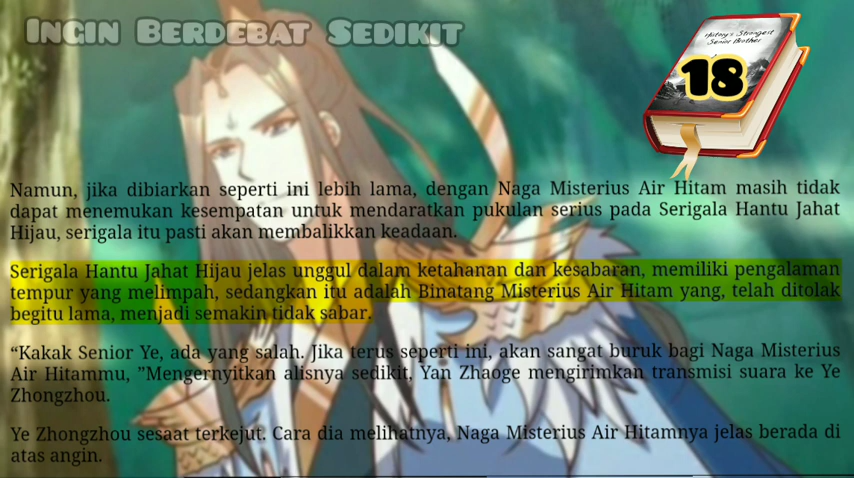 Ingin Berdebat Sedikit
History's Strongest
Senior Brother
18
Namun, jika dibiarkan seperti ini lebih lama, dengan Naga Misterius Air Hitam masih tidak
dapat menemukan kesempatan untuk mendaratkan pukulan serius pada Serigala Hantu Jahat
Hijau, serigala itu pasti akan membalikkan keadaan.
Serigala Hantu Jahat Hijau jelas unggul dalam ketahanan dan kesabaran, memiliki pengalaman
tempur yang melimpah, sedangkan itu adalah Binatang Misterius Air Hitam yang, telah ditolak
begitu lama, menjadi semakin tidak sabar.
“Kakak Senior Ye, ada yang salah. Jika terus seperti ini, akan sangat buruk bagi Naga Misterius
Air Hitammu, ”Mengernyitkan alisnya sedikit, Yan Zhaoge mengirimkan transmisi suara ke Ye
Zhongzhou.
Ye Zhongzhou sesaat terkejut. Cara dia melihatnya, Naga Misterius Air Hitamnya jelas berada di
atas angin.